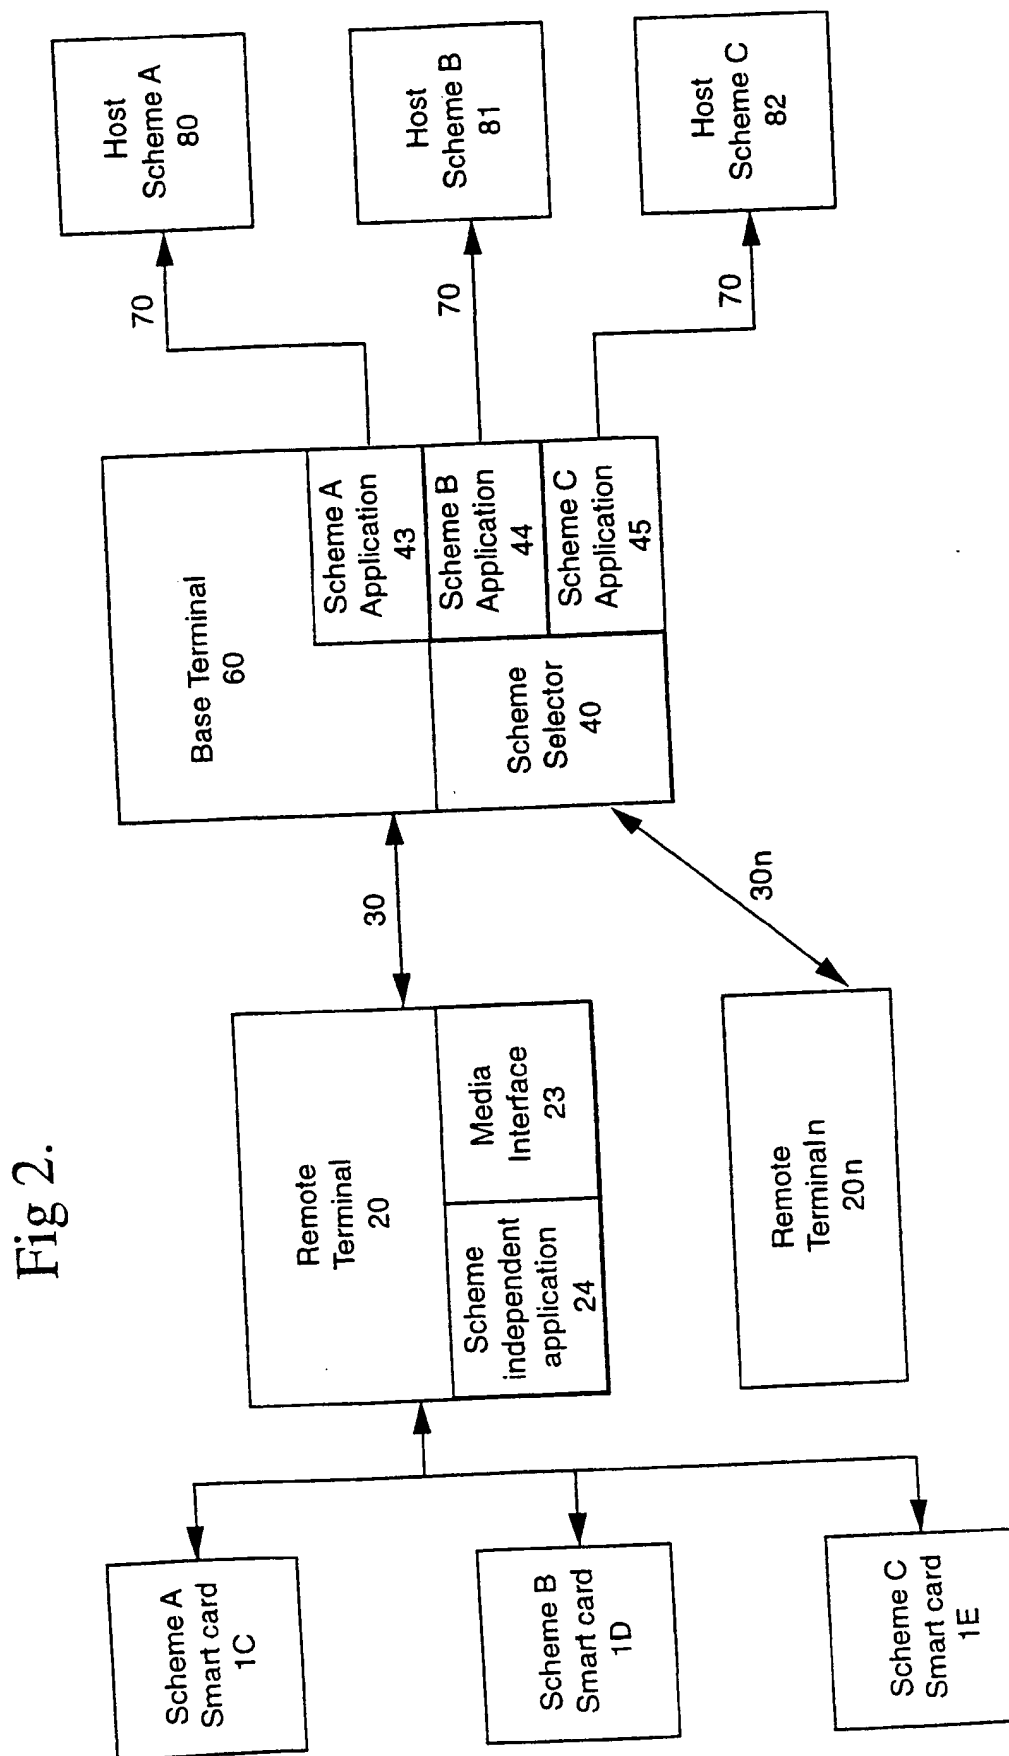 Fig 2.
Scheme A
Smart card
1C
Scheme B
Smart card
1D
Scheme C
Smart card
1E
Remote
Terminal
20
Scheme
independent
application
24
Media
Interface
23
Remote
Terminal n
20n
30
30n
Base Terminal
60
Scheme
Selector
40
Scheme A
Application
43
Scheme B
Application
44
Scheme C
Application
45
70
70
70
Host
Scheme A
80
Host
Scheme B
81
Host
Scheme C
82